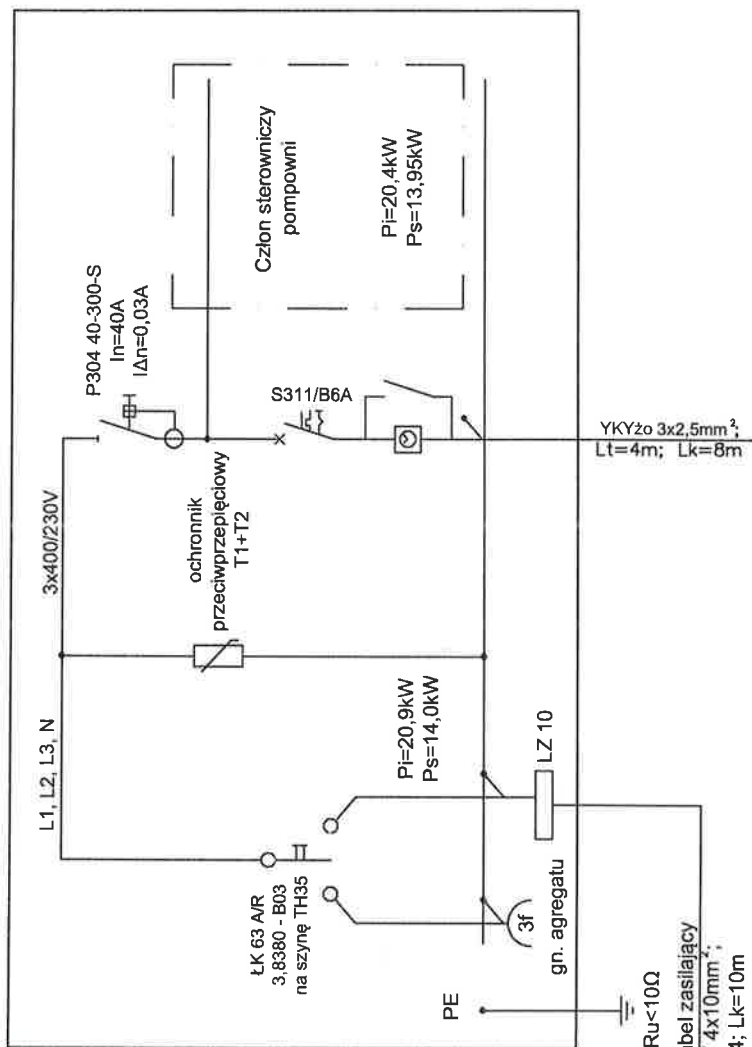 L1, L2, L3, N
3x400/230V
P304 40-300-S
In=40A
IΔn=0,03A
Człon sterowniczy
pompowni
Pi=20,4kW
Ps=13,95kW
ochronnik
przeciwprzepięciowy
T1+T2
S311/B6A
ŁK 63 A/R
3,8380 - B03
na szynę TH35
Pi=20,9kW
Ps=14,0kW
LZ 10
3f
gn. agregatu
PE
Ru<10Ω
YKYżo 3x2,5mm²;
Lt=4m; Lk=8m
zasilający
4x10mm²;
Lk=10m